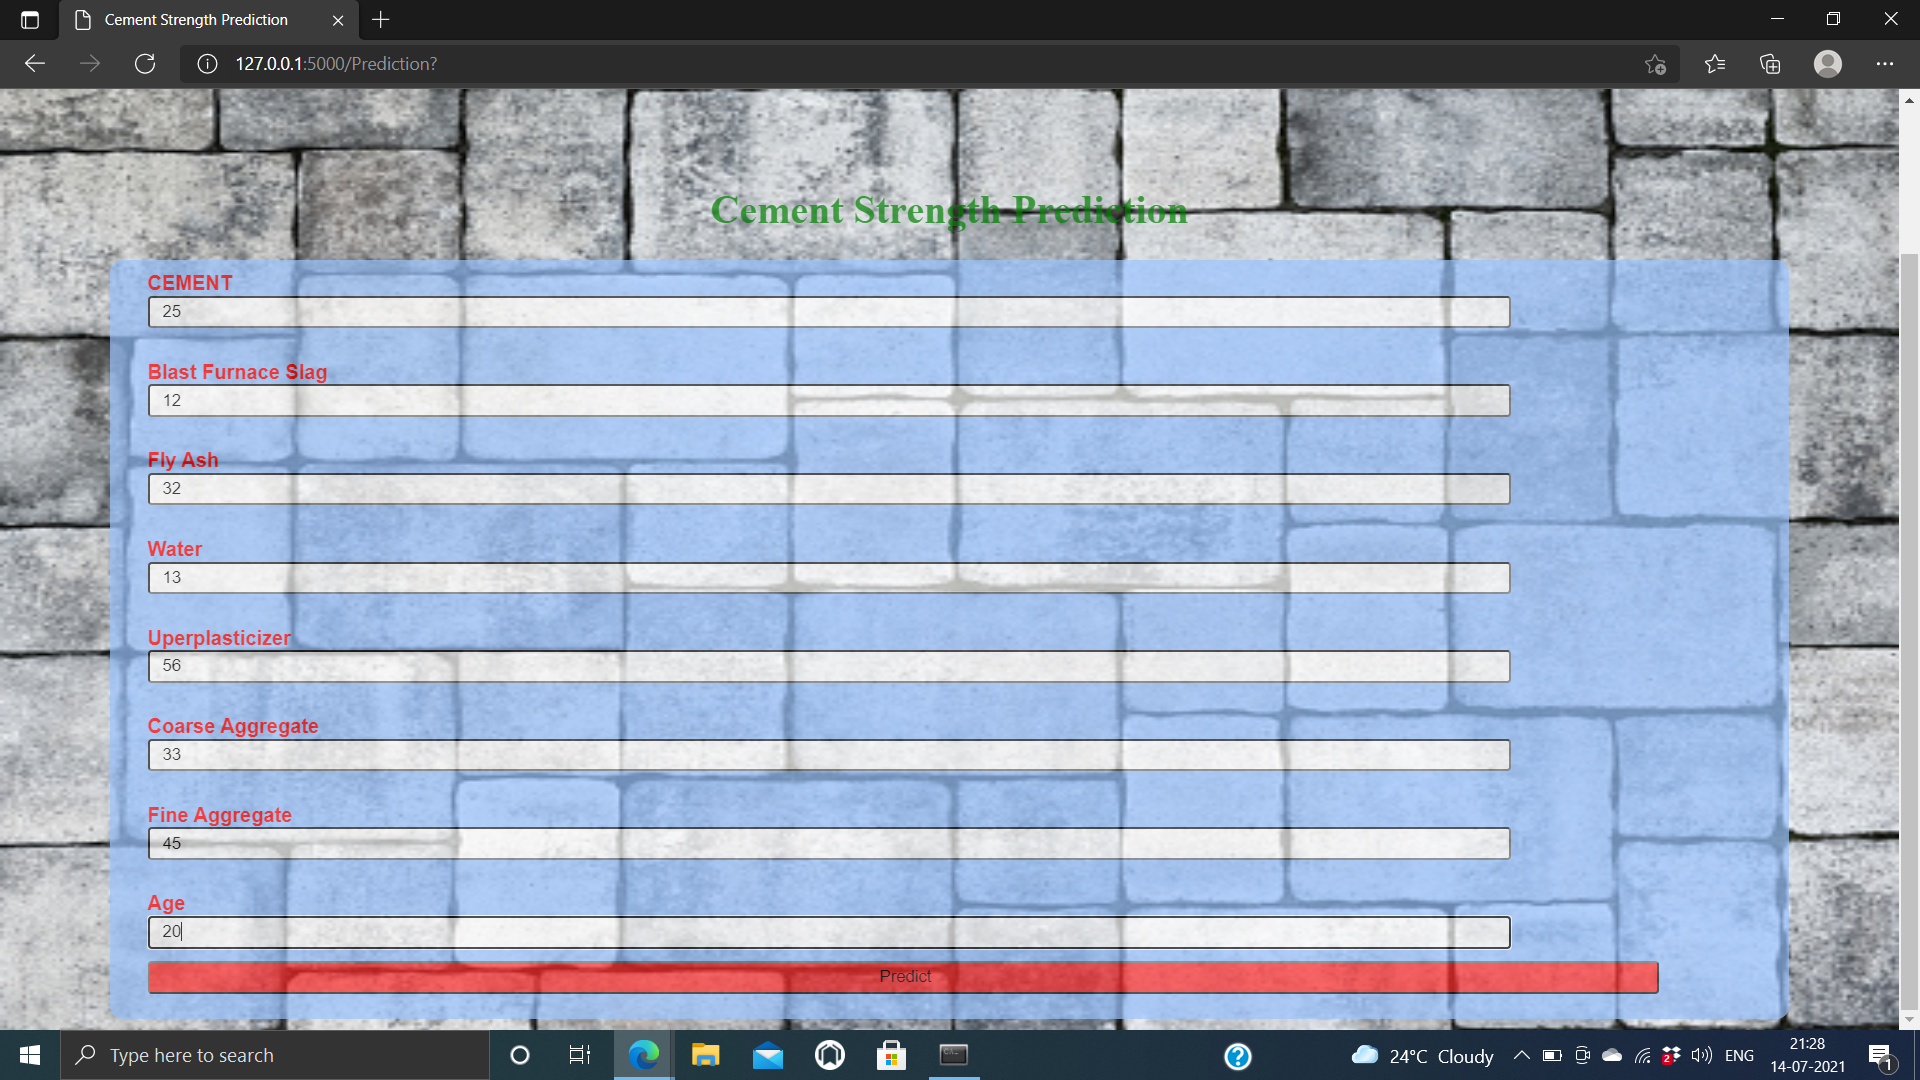 Cement Strength Prediction
127.0.0.1:5000/Prediction?
Cement Strength Prediction
CEMENT
25
Blast Furnace Slag
12
Fly Ash
32
Water
13
Uperplasticizer
56
Coarse Aggregate
33
Fine Aggregate
45
Age
20
Predict
Type here to search
24°C Cloudy
2
ENG
21:28
14-07-2021
1